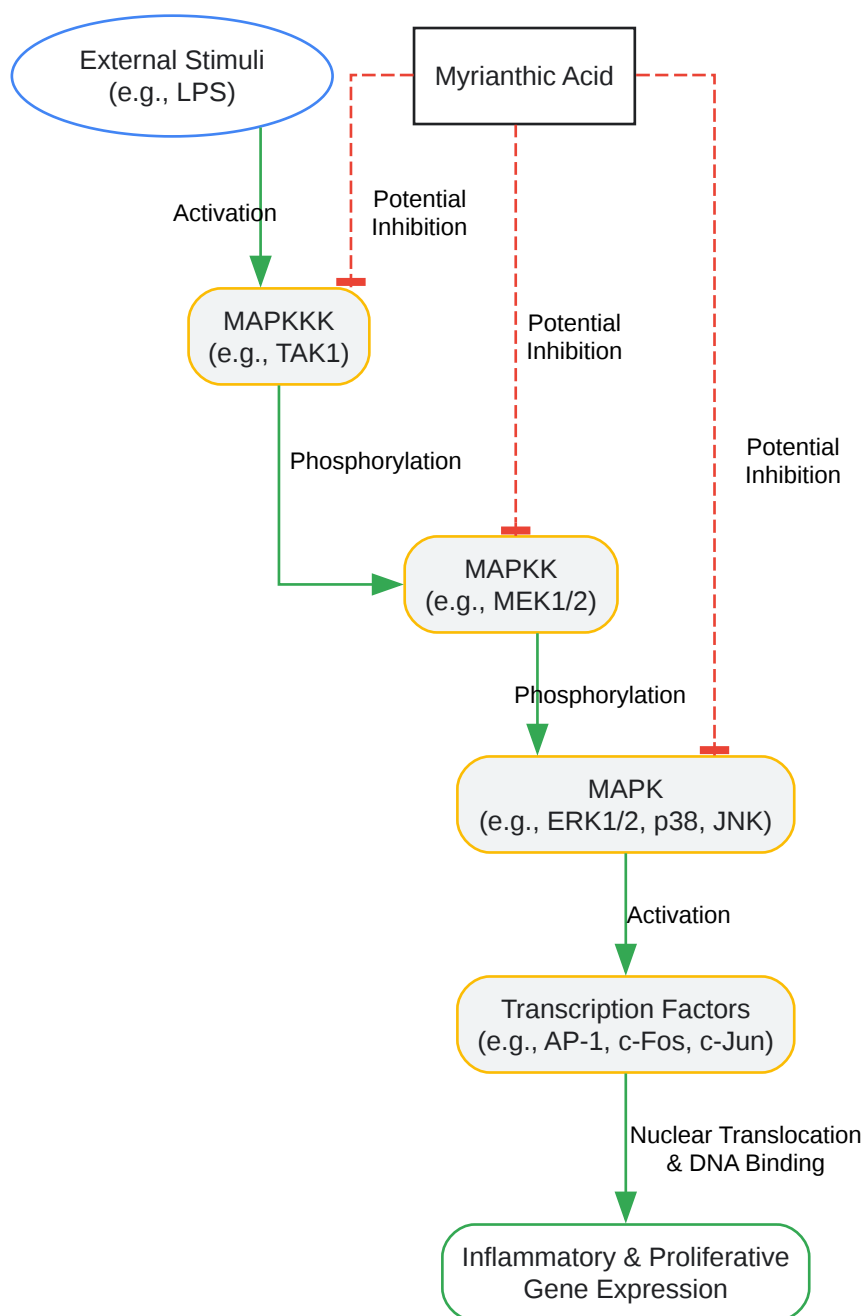 External Stimuli
(e.g., LPS)
Myrianthic Acid
Activation
Potential
Inhibition
MAPKKK
(e.g., TAK1)
Potential
Inhibition
Phosphorylation
Potential
Inhibition
MAPKK
(e.g., MEK1/2)
Phosphorylation
MAPK
(e.g., ERK1/2, p38, JNK)
Activation
Transcription Factors
(e.g., AP-1, c-Fos, c-Jun)
Nuclear Translocation
& DNA Binding
Inflammatory & Proliferative
Gene Expression